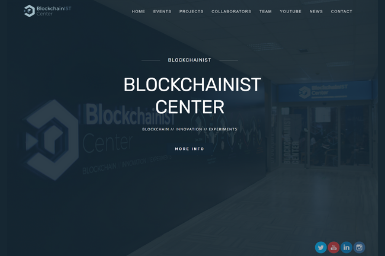 BlockchainIST
Center
HOME EVENTS PROJECTS COLLABORATORS TEAM YOUTUBE NEWS CONTACT
BLOCKCHAINIST
BLOCKCHAINIST
CENTER
BLOCKCHAIN // INNOVATION // EXPERIMENTS
MORE INFO
Blockchainist
Center